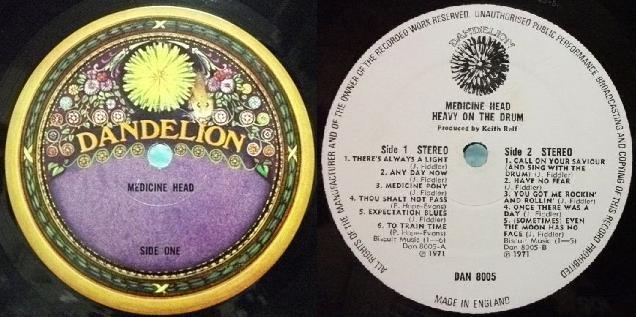 DANDELION
MEDICINE HEAD
SIDE ONE
ALL RIGHTS OF THE MANUFACTURER AND OF THE OWNER OF THE RECORDED WORK RESERVED. UNAUTHORISED PUBLIC PERFORMANCE BROADCASTING AND COPYING OF THIS RECORD PROHIBITED
DANDELION
MEDICINE HEAD
HEAVY ON THE DRUM
Produced by Keith Relf
Side 1 STEREO
1. THERE'S ALWAYS A LIGHT
(J. Fiddler)
2. ANY DAY NOW
(J. Fiddler)
3. MEDICINE PONY
(J. Fiddler)
4. THOU SHALT NOT PASS
(P. Hope-Evans)
5. EXPECTATION BLUES
(J. Fiddler)
6. TO TRAIN TIME
(P. Hope-Evans)
Biscuit Music (1-6)
Dan 8005-A
℗ 1971
Side 2 STEREO
1. CALL ON YOUR SAVIOUR
(AND SING WITH THE
DRUM) (J. Fiddler)
2. HAVE NO FEAR
(J. Fiddler)
3. YOU GOT ME ROCKIN'
AND ROLLIN' (J. Fiddler)
4. ONCE THERE WAS A
DAY (J. Fiddler)
5. (SOMETIMES) EVEN
THE MOON HAS NO
FACE (J. Fiddler)
Biscuit Music (1-5)
Dan 8005 B
℗ 1971
DAN 8005
MADE IN ENGLAND